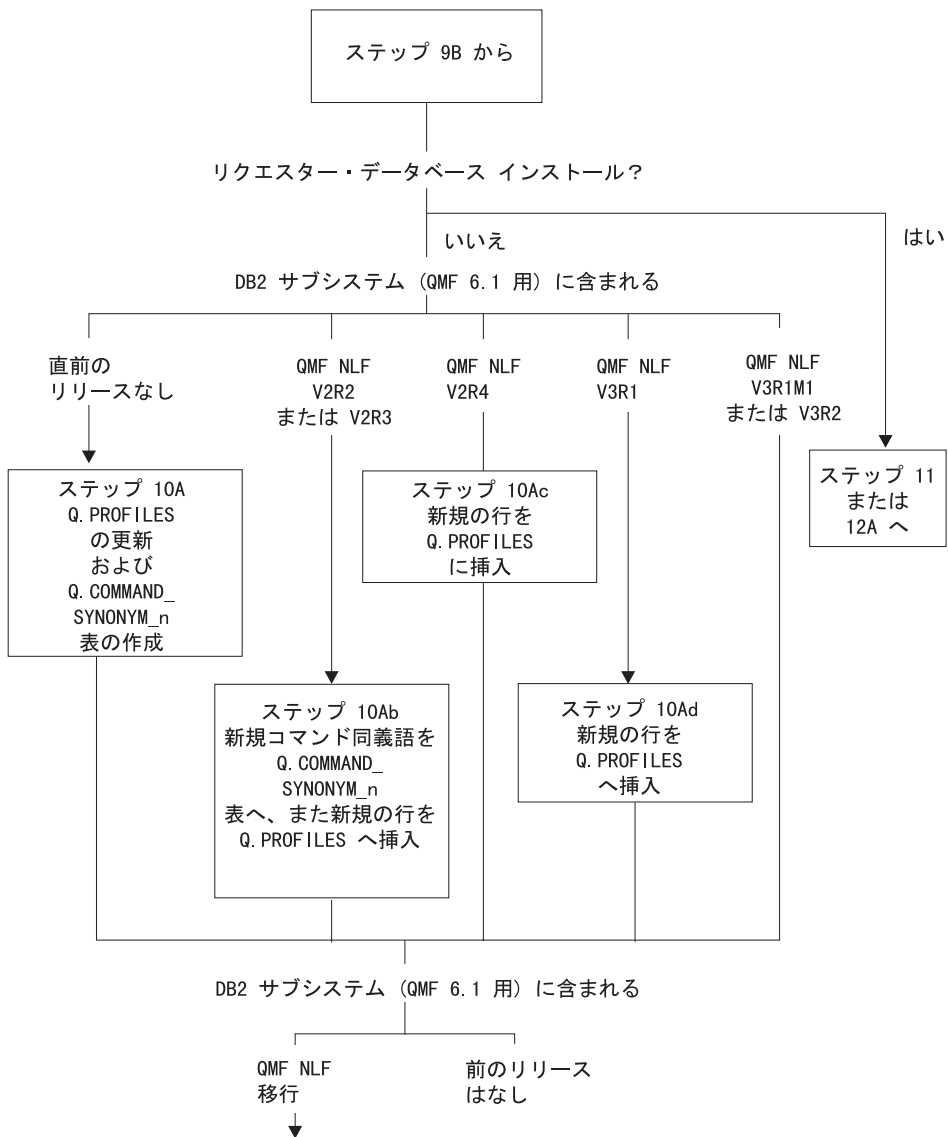 ステップ 9B から
リクエスター・データベース インストール?
いいえ
はい
DB2 サブシステム (QMF 6.1 用) に含まれる
直前の
リリースなし
QMF NLF
V2R2
または V2R3
QMF NLF
V2R4
QMF NLF
V3R1
QMF NLF
V3R1M1
または V3R2
ステップ 10A
Q.PROFILES
の更新
および
Q.COMMAND_
SYNONYM_n
表の作成
ステップ 10Ac
新規の行を
Q.PROFILES
に挿入
ステップ 11
または
12A へ
ステップ 10Ab
新規コマンド同義語を
Q.COMMAND_
SYNONYM_n
表へ、また新規の行を
Q.PROFILES へ挿入
ステップ 10Ad
新規の行を
Q.PROFILES
へ挿入
DB2 サブシステム (QMF 6.1 用) に含まれる
QMF NLF
移行
前のリリース
はなし